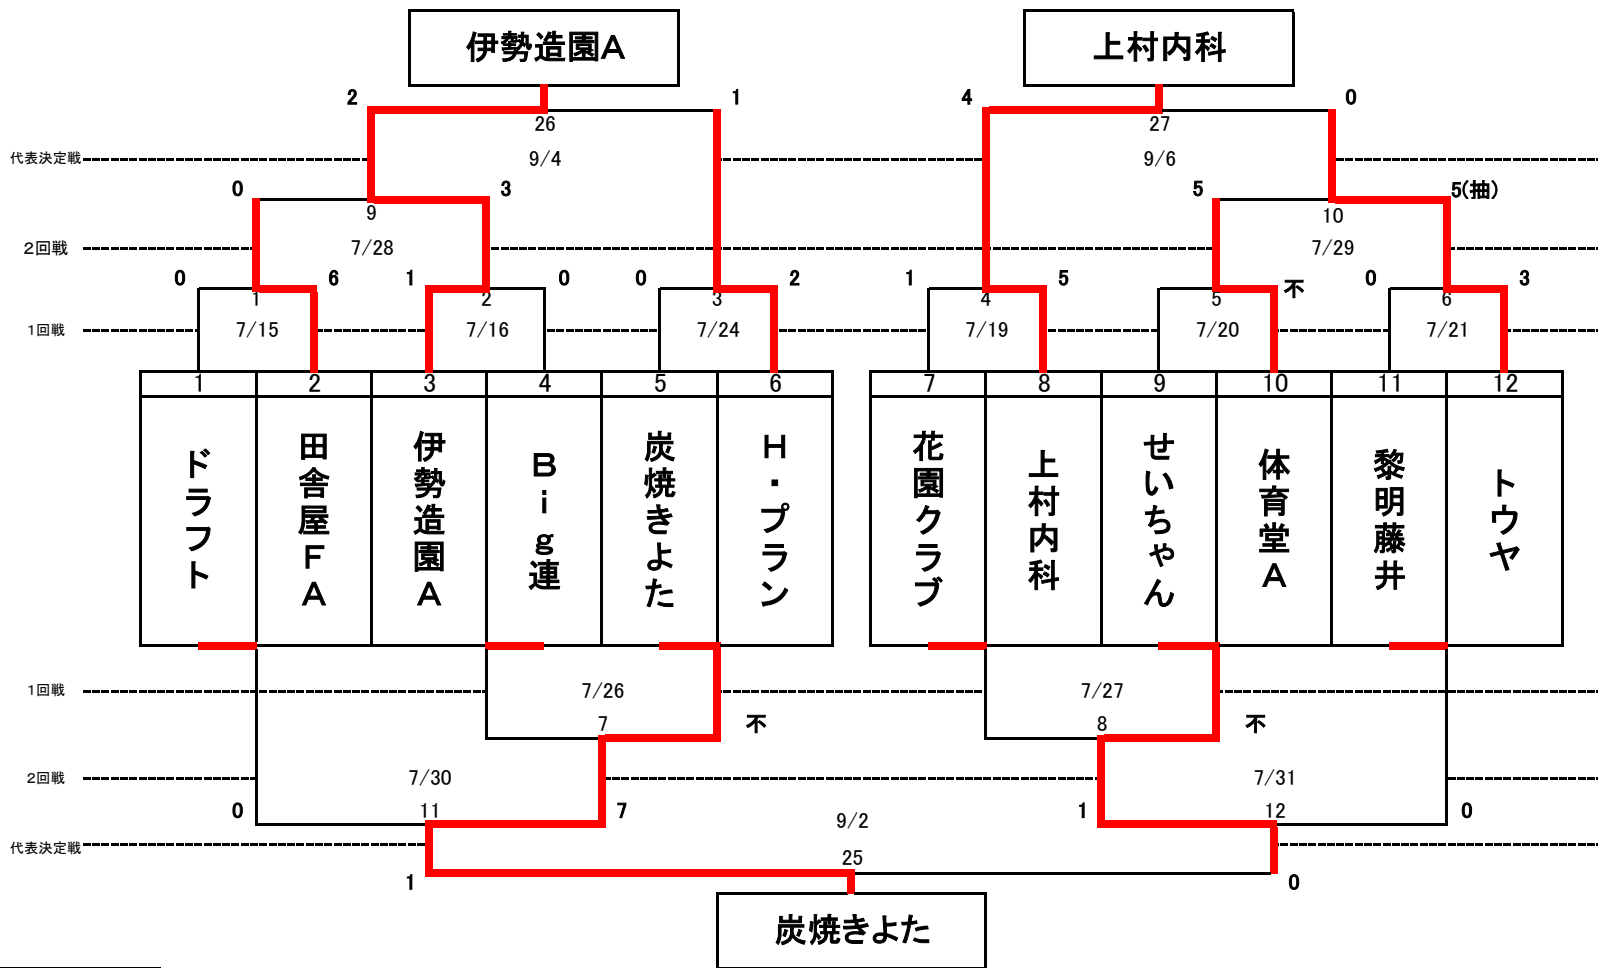 伊勢造園A 上村内科
2 1 4 0
26 27
代表決定戦 9/4 9/6
0 3 5 5(抽)
9 10
2回戦 7/28 7/29
0 6 1 0 0 2 1 5 不 0 3
1 2 3 4 5 6
1回戦 7/15 7/16 7/24 7/19 7/20 7/21
1 2 3 4 5 6 7 8 9 10 11 12
ドラフト
田舎屋FA
伊勢造園A
Big連
炭焼きよた
H・プラン
花園クラブ
上村内科
せいちゃん
体育堂A
黎明藤井
トウヤ
1回戦 7/26 7/27
7 不 8 不
2回戦 7/30 7/31
0 11 7 1 12 0
9/2
代表決定戦
25
1 0
炭焼きよた